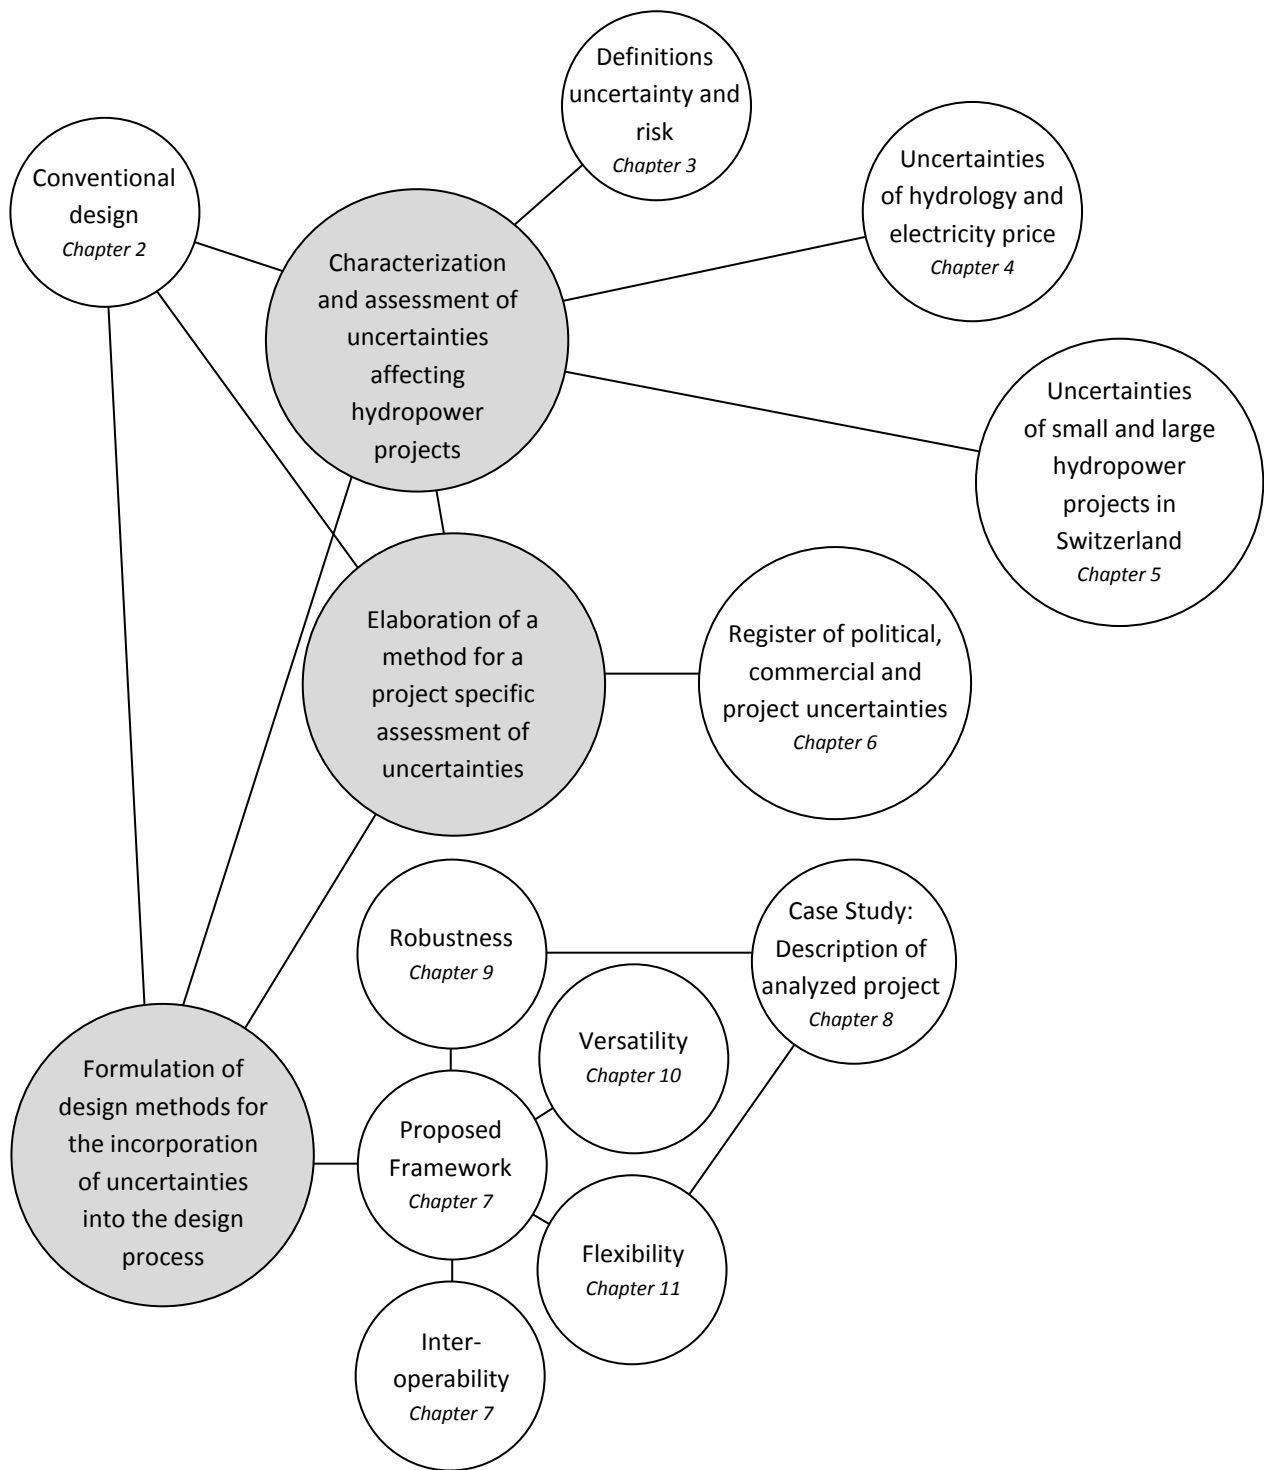 Definitions
uncertainty and
risk
Chapter 3
Conventional
design
Chapter 2
Uncertainties
of hydrology and
electricity price
Chapter 4
Characterization
and assessment of
uncertainties
affecting
hydropower
projects
Uncertainties
of small and large
hydropower
projects in
Switzerland
Chapter 5
Elaboration of a
method for a
project specific
assessment of
uncertainties
Register of political,
commercial and
project uncertainties
Chapter 6
Robustness
Chapter 9
Case Study:
Description of
analyzed project
Chapter 8
Versatility
Chapter 10
Formulation of
design methods for
the incorporation
of uncertainties
into the design
process
Proposed
Framework
Chapter 7
Flexibility
Chapter 11
Inter-
operability
Chapter 7